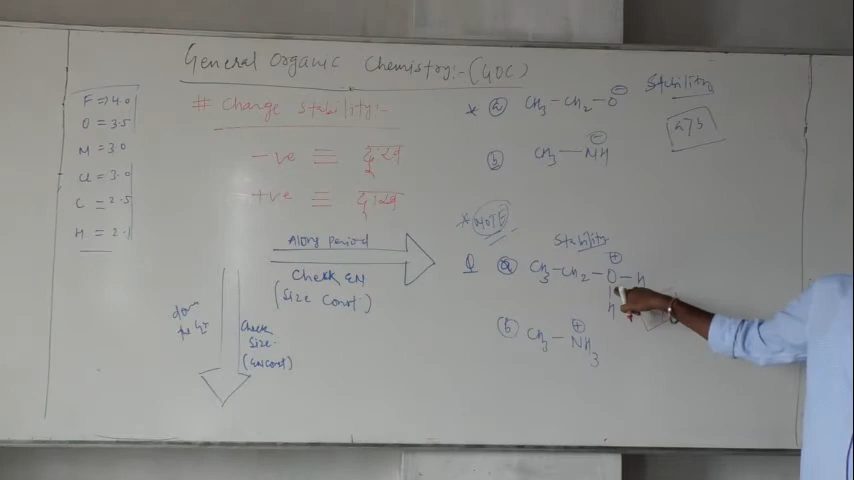 General Organic Chemistry:- (GOC)
F => 4.0
O = 3.5
N = 3.0
Cl = 3.0
C = 2.5
H = 2.1
# Charge Stability:-
-ve ≡
+ve ≡
* (a) CH3-CH2-O⊖
(b) CH3-NH⊖
Stability
a>b
* NOTE
Along period
Check EN
(Size Const)
down
Check
Size
(EN const)
Stability
Q (a) CH3-CH2-O⊕-H
H
(b) CH3-N⊕H3